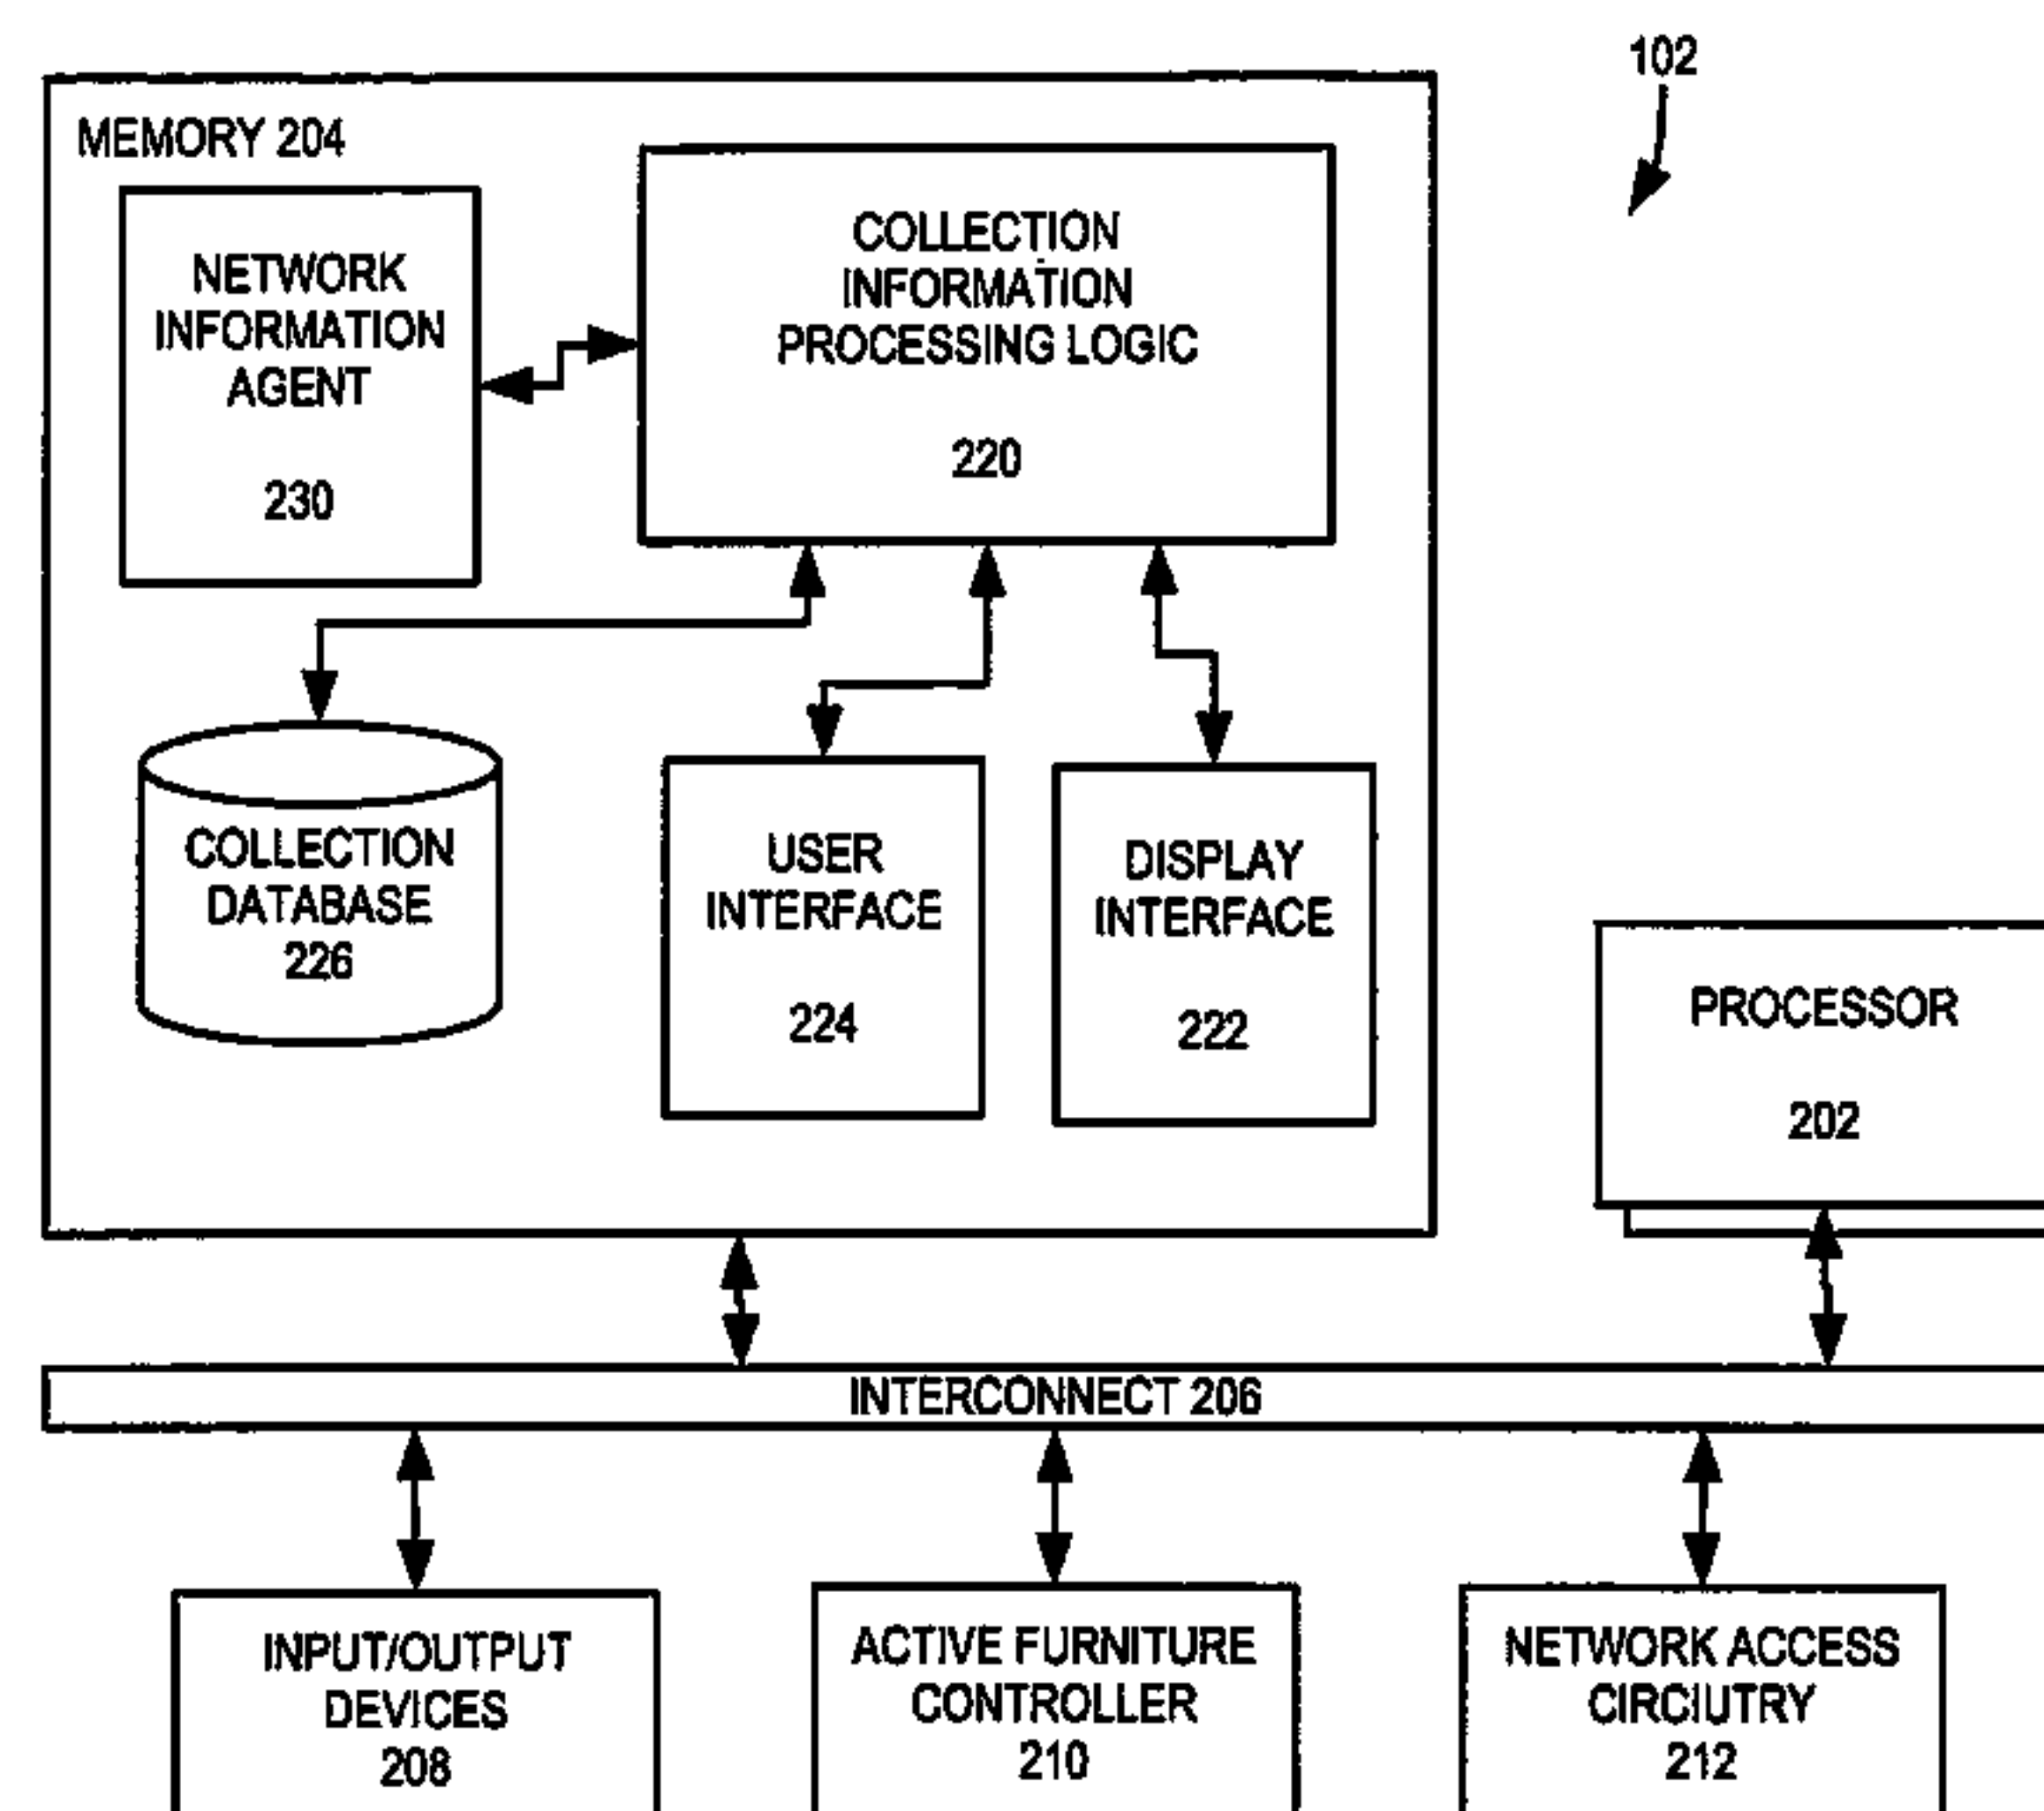 102
MEMORY 204
NETWORK
INFORMATION
AGENT
230
COLLECTION
INFORMATION
PROCESSING LOGIC
220
COLLECTION
DATABASE
226
USER
INTERFACE
224
DISPLAY
INTERFACE
222
PROCESSOR
202
INTERCONNECT 206
INPUT/OUTPUT
DEVICES
208
ACTIVE FURNITURE
CONTROLLER
210
NETWORK ACCESS
CIRCIUTRY
212